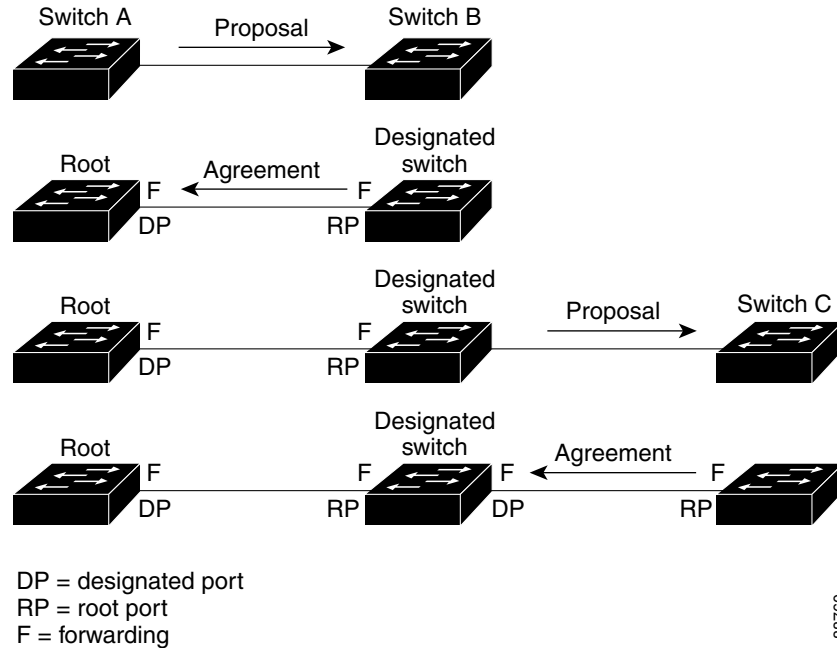 Switch A
Proposal
Switch B
Root
F
DP
Agreement
F
RP
Designated
switch
Root
F
DP
F
RP
Designated
switch
Proposal
Switch C
Root
F
DP
F
RP
Designated
switch
F
DP
Agreement
F
RP
DP = designated port
RP = root port
F = forwarding